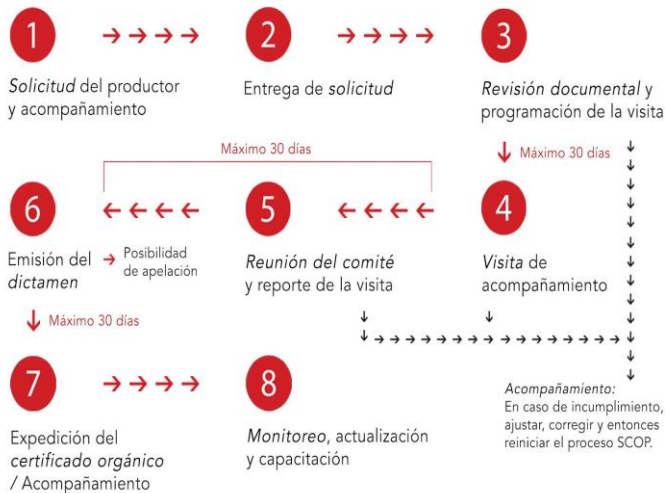 1
Solicitud del productor
y acompañamiento
2
Entrega de solicitud
3
Revisión documental y
programación de la visita
Máximo 30 días
Máximo 30 días
4
Visita de
acompañamiento
5
Reunión del comité
y reporte de la visita
6
Emisión del
dictamen
Posibilidad
de apelación
Máximo 30 días
7
Expedición del
certificado orgánico
/ Acompañamiento
8
Monitoreo, actualización
y capacitación
Acompañamiento:
En caso de incumplimiento,
ajustar, corregir y entonces
reiniciar el proceso SCOP.